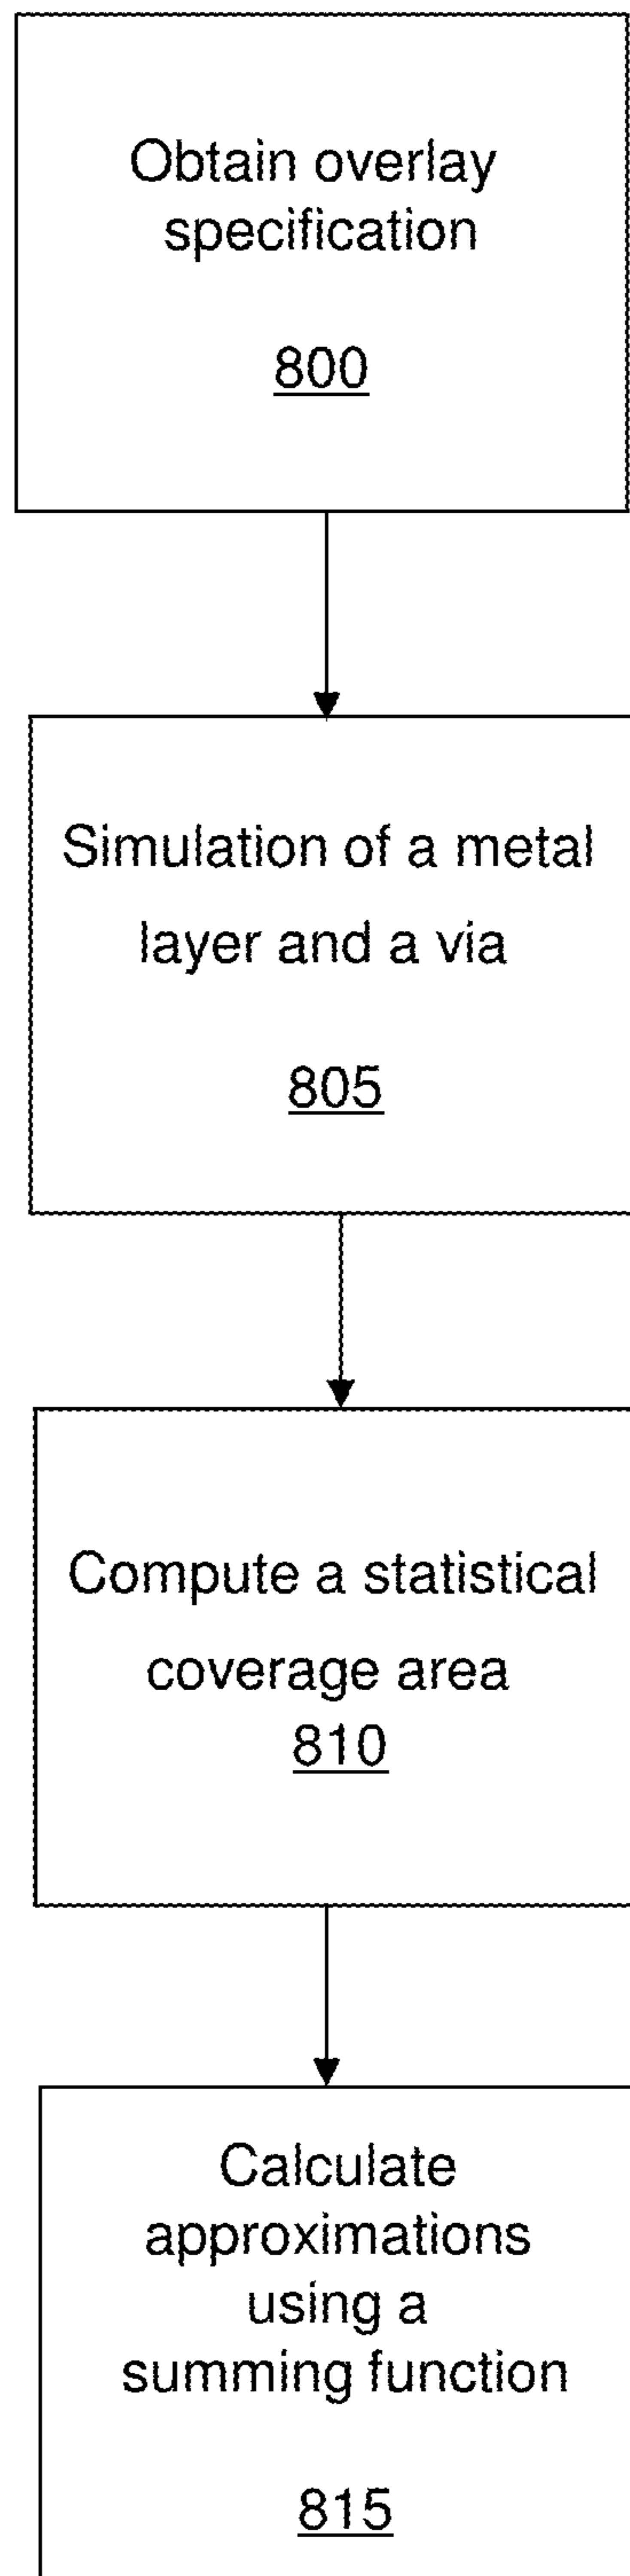 Obtain overlay
specification
800
Simulation of a metal
layer and a via
805
Compute a statistical
coverage area
810
Calculate
approximations
using a
summing function
815